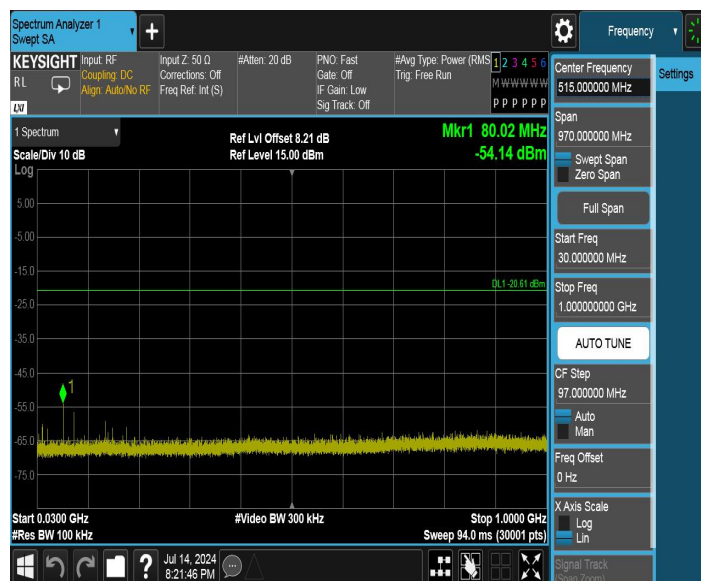 Spectrum Analyzer 1
Swept SA
Frequency
KEYSIGHT
RL
LXI
Input: RF
Coupling: DC
Align: Auto/No RF
Input Z: 50 Ω
Corrections: Off
Freq Ref: Int (S)
#Atten: 20 dB
PNO: Fast
Gate: Off
IF Gain: Low
Sig Track: Off
#Avg Type: Power (RMS
Trig: Free Run
1 2 3 4 5 6
M W W W W W
P P P P P P
1 Spectrum
Scale/Div 10 dB
Log
Ref Lvl Offset 8.21 dB
Ref Level 15.00 dBm
Mkr1 80.02 MHz
-54.14 dBm
5.00
-5.00
-15.0
-25.0
-35.0
-45.0
-55.0
-65.0
-75.0
DL1 -20.61 dBm
1
Start 0.0300 GHz
#Res BW 100 kHz
#Video BW 300 kHz
Stop 1.0000 GHz
Sweep 94.0 ms (30001 pts)
Jul 14, 2024
8:21:46 PM
Center Frequency
515.000000 MHz
Span
970.000000 MHz
Swept Span
Zero Span
Full Span
Start Freq
30.000000 MHz
Stop Freq
1.000000000 GHz
AUTO TUNE
CF Step
97.000000 MHz
Auto
Man
Freq Offset
0 Hz
X Axis Scale
Log
Lin
Signal Track
(Span Zoom)
Settings